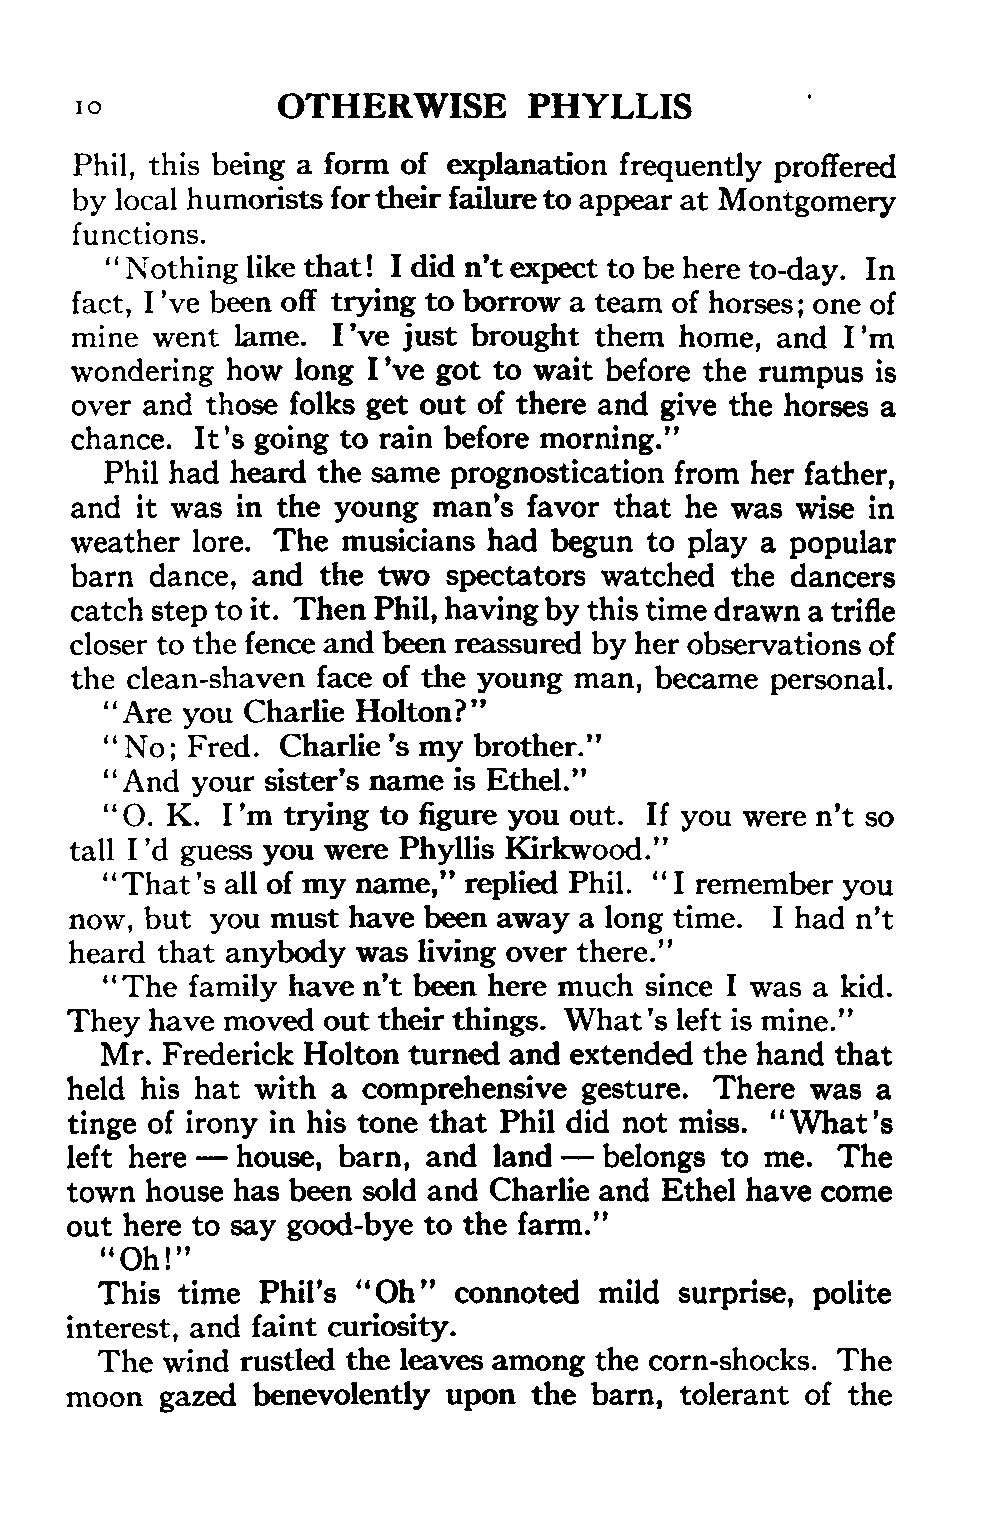 10 OTHERWISE PHYLLIS
Phil, this being a form of explanation frequently proffered
by local humorists for their failure to appear at Montgomery
functions.
"Nothing like that! I did n't expect to be here to-day. In
fact, I 've been off trying to borrow a team of horses; one of
mine went lame. I 've just brought them home, and I 'm
wondering how long I 've got to wait before the rumpus is
over and those folks get out of there and give the horses a
chance. It 's going to rain before morning."
Phil had heard the same prognostication from her father,
and it was in the young man's favor that he was wise in
weather lore. The musicians had begun to play a popular
barn dance, and the two spectators watched the dancers
catch step to it. Then Phil, having by this time drawn a trifle
closer to the fence and been reassured by her observations of
the clean-shaven face of the young man, became personal.
"Are you Charlie Holton?"
"No; Fred. Charlie 's my brother."
"And your sister's name is Ethel."
"O. K. I 'm trying to figure you out. If you were n't so
tall I 'd guess you were Phyllis Kirkwood."
"That 's all of my name," replied Phil. "I remember you
now, but you must have been away a long time. I had n't
heard that anybody was living over there."
"The family have n't been here much since I was a kid.
They have moved out their things. What 's left is mine."
Mr. Frederick Holton turned and extended the hand that
held his hat with a comprehensive gesture. There was a
tinge of irony in his tone that Phil did not miss. "What 's
left here — house, barn, and land — belongs to me. The
town house has been sold and Charlie and Ethel have come
out here to say good-bye to the farm."
"Oh!"
This time Phil's "Oh" connoted mild surprise, polite
interest, and faint curiosity.
The wind rustled the leaves among the corn-shocks. The
moon gazed benevolently upon the barn, tolerant of the